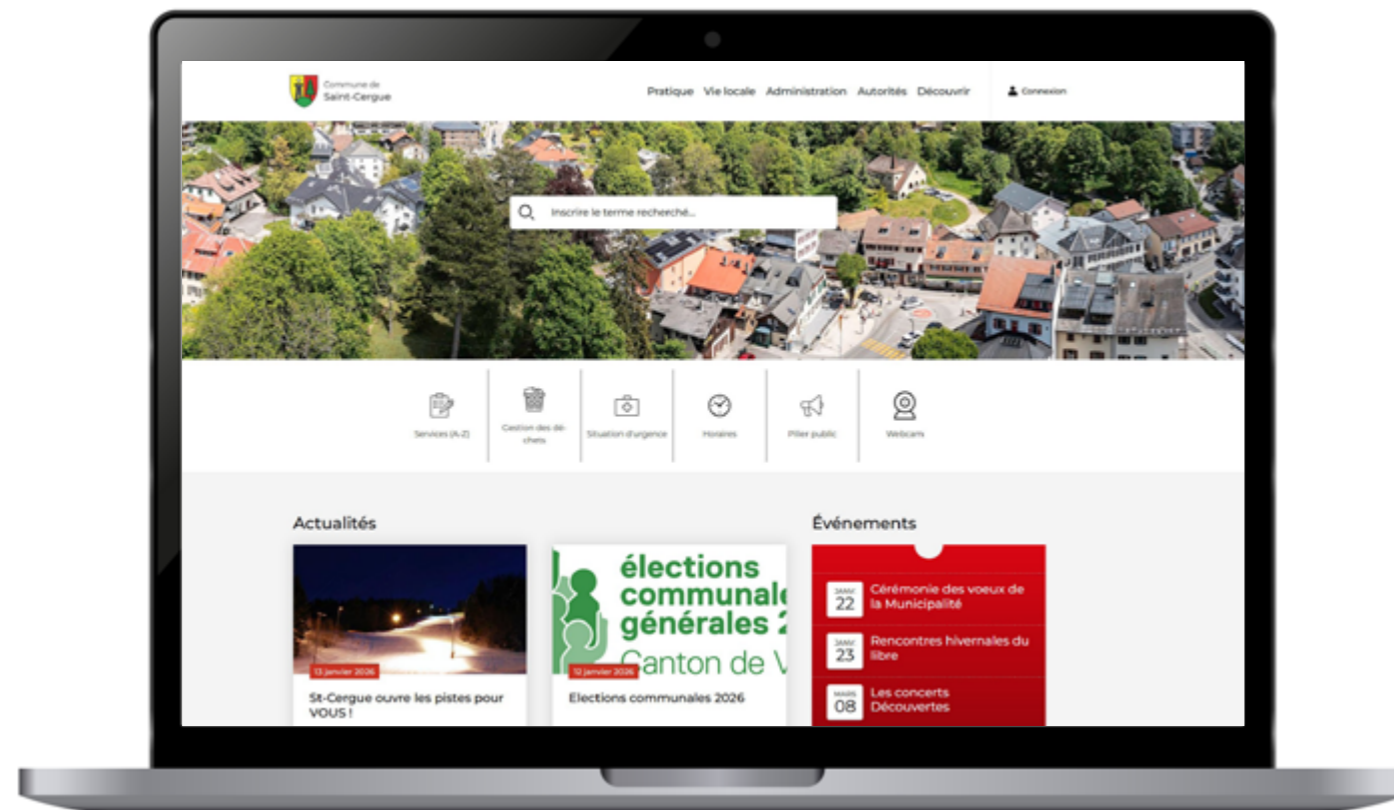 Commune de
Saint-Cergue
Pratique Vie locale Administration Autorités Découvrir Connexion
Inscrire le terme recherché...
Services (A-Z)
Gestion des dé-
chets
Situation d'urgence
Horaires
Pilier public
Webcams
Actualités
élections
communale
générales 2
Canton de V
13 janvier 2026
St-Cergue ouvre les pistes pour
VOUS !
12 janvier 2026
Elections communales 2026
Événements
JANV.
22
Cérémonie des voeux de
la Municipalité
JANV.
23
Rencontres hivernales du
libre
MARS
08
Les concerts
Découvertes